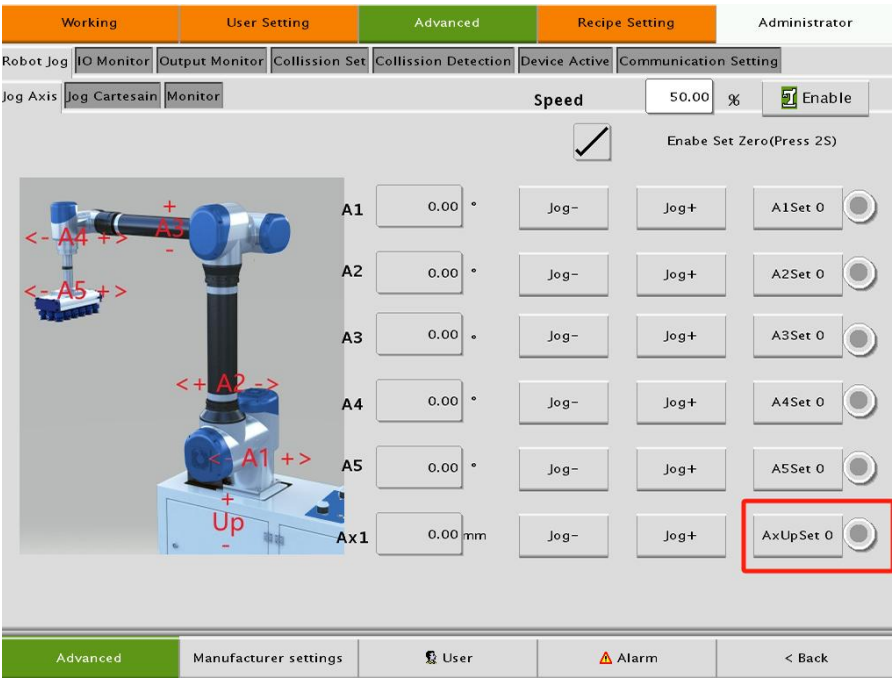 Working User Setting Advanced Recipe Setting Administrator
Robot Jog IO Monitor Output Monitor Collission Set Collission Detection Device Active Communication Setting
Jog Axis Jog Cartesain Monitor Speed 50.00 % Enable
Enabe Set Zero(Press 2S)
A1 0.00 ° Jog- Jog+ A1Set 0
A2 0.00 ° Jog- Jog+ A2Set 0
A3 0.00 ° Jog- Jog+ A3Set 0
A4 0.00 ° Jog- Jog+ A4Set 0
A5 0.00 ° Jog- Jog+ A5Set 0
Ax1 0.00 mm Jog- Jog+ AxUpSet 0
+
A3
-
<- A4 +>
<- A5 +>
<+ A2 ->
<- A1 +>
+
Up
-
Advanced Manufacturer settings User Alarm < Back